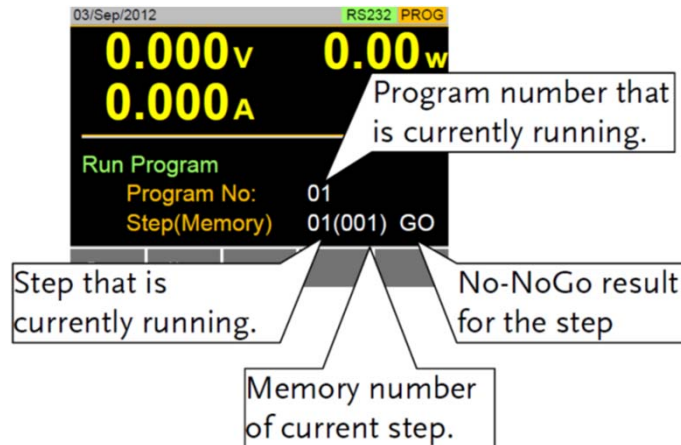 03/Sep/2012 RS232 PROG
0.000V 0.00W
0.000A
Program number that
is currently running.
Run Program
Program No: 01
Step(Memory) 01(001) GO
Step that is
currently running.
No-NoGo result
for the step
Memory number
of current step.